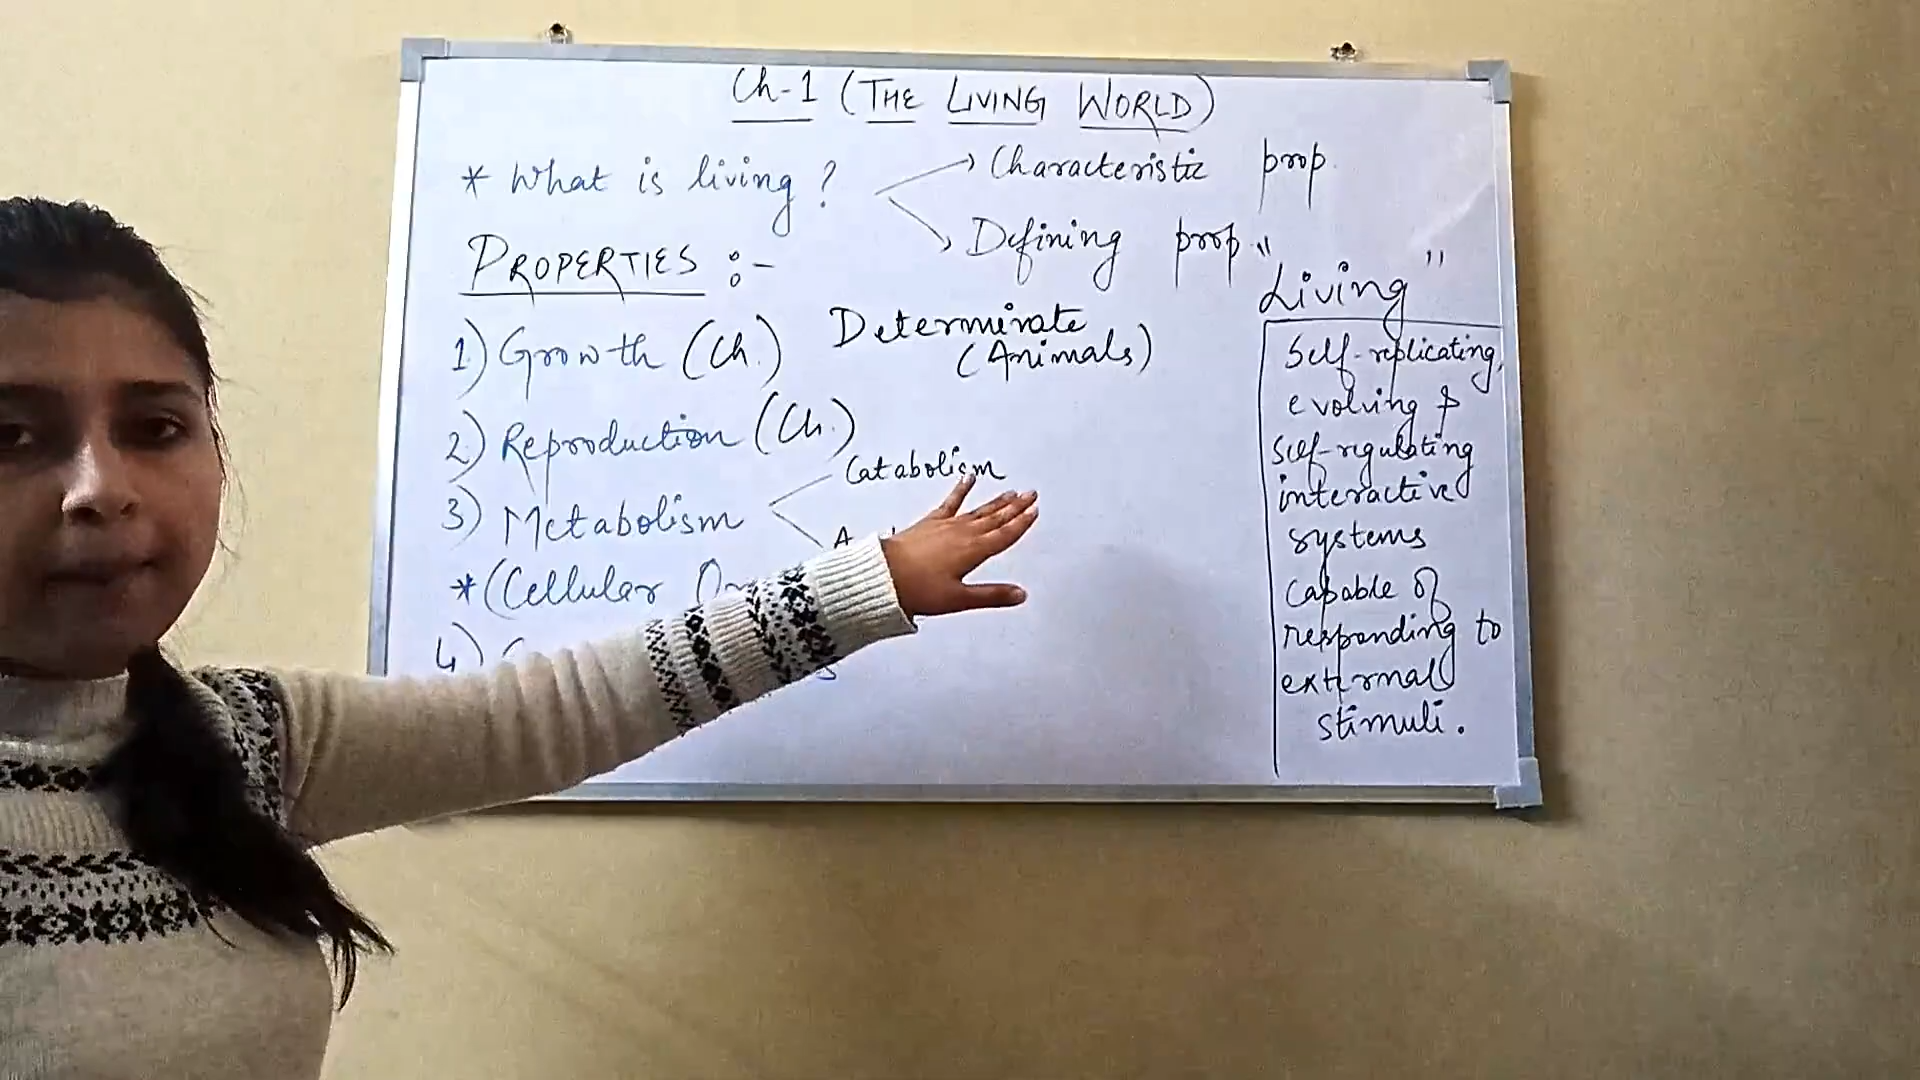 Ch-1 (THE LIVING WORLD)
* What is living? → Characteristic prop.
→ Defining prop.
PROPERTIES :-
1) Growth (Ch.) Determinate
(Animals)
2) Reproduction (Ch.)
3) Metabolism Catabolism
* (Cellular
4)
"Living"
Self-replicating,
evolving &
self-regulating
interactive
systems
capable of
responding to
external
stimuli.